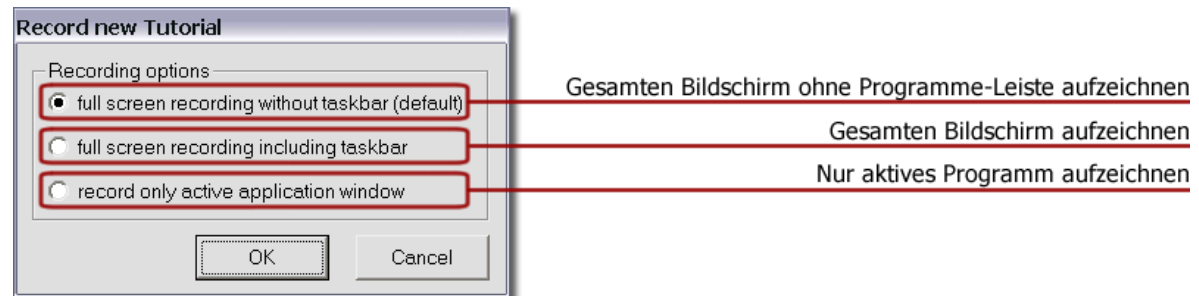 Record new Tutorial
Recording options
full screen recording without taskbar (default)
Gesamten Bildschirm ohne Programme-Leiste aufzeichnen
full screen recording including taskbar
Gesamten Bildschirm aufzeichnen
record only active application window
Nur aktives Programm aufzeichnen
OK
Cancel